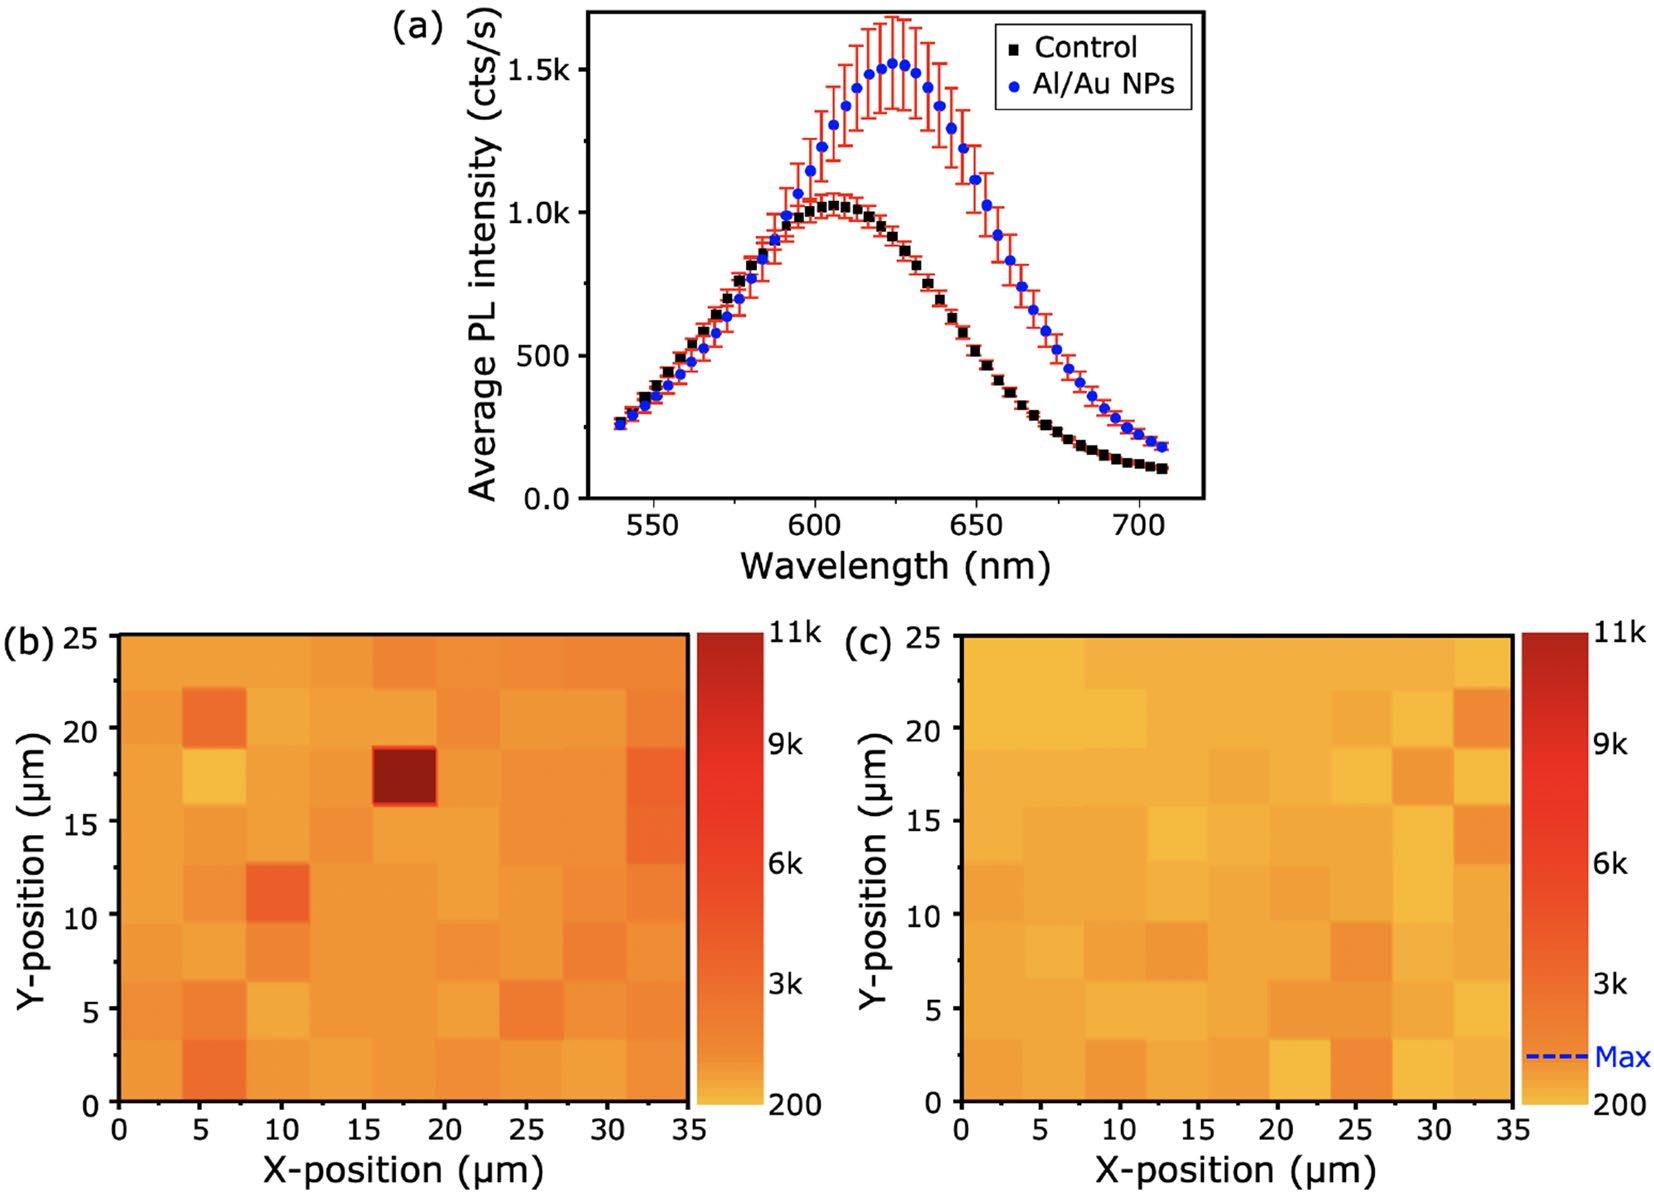 (a)
Average PL intensity (cts/s)
1.5k
1.0k
500
0.0
Control
Al/Au NPs
550 600 650 700
Wavelength (nm)
(b)
Y-position (µm)
25
20
15
10
5
0
0 5 10 15 20 25 30 35
X-position (µm)
11k
9k
6k
3k
200
(c)
Y-position (µm)
25
20
15
10
5
0
0 5 10 15 20 25 30 35
X-position (µm)
11k
9k
6k
3k
Max
200